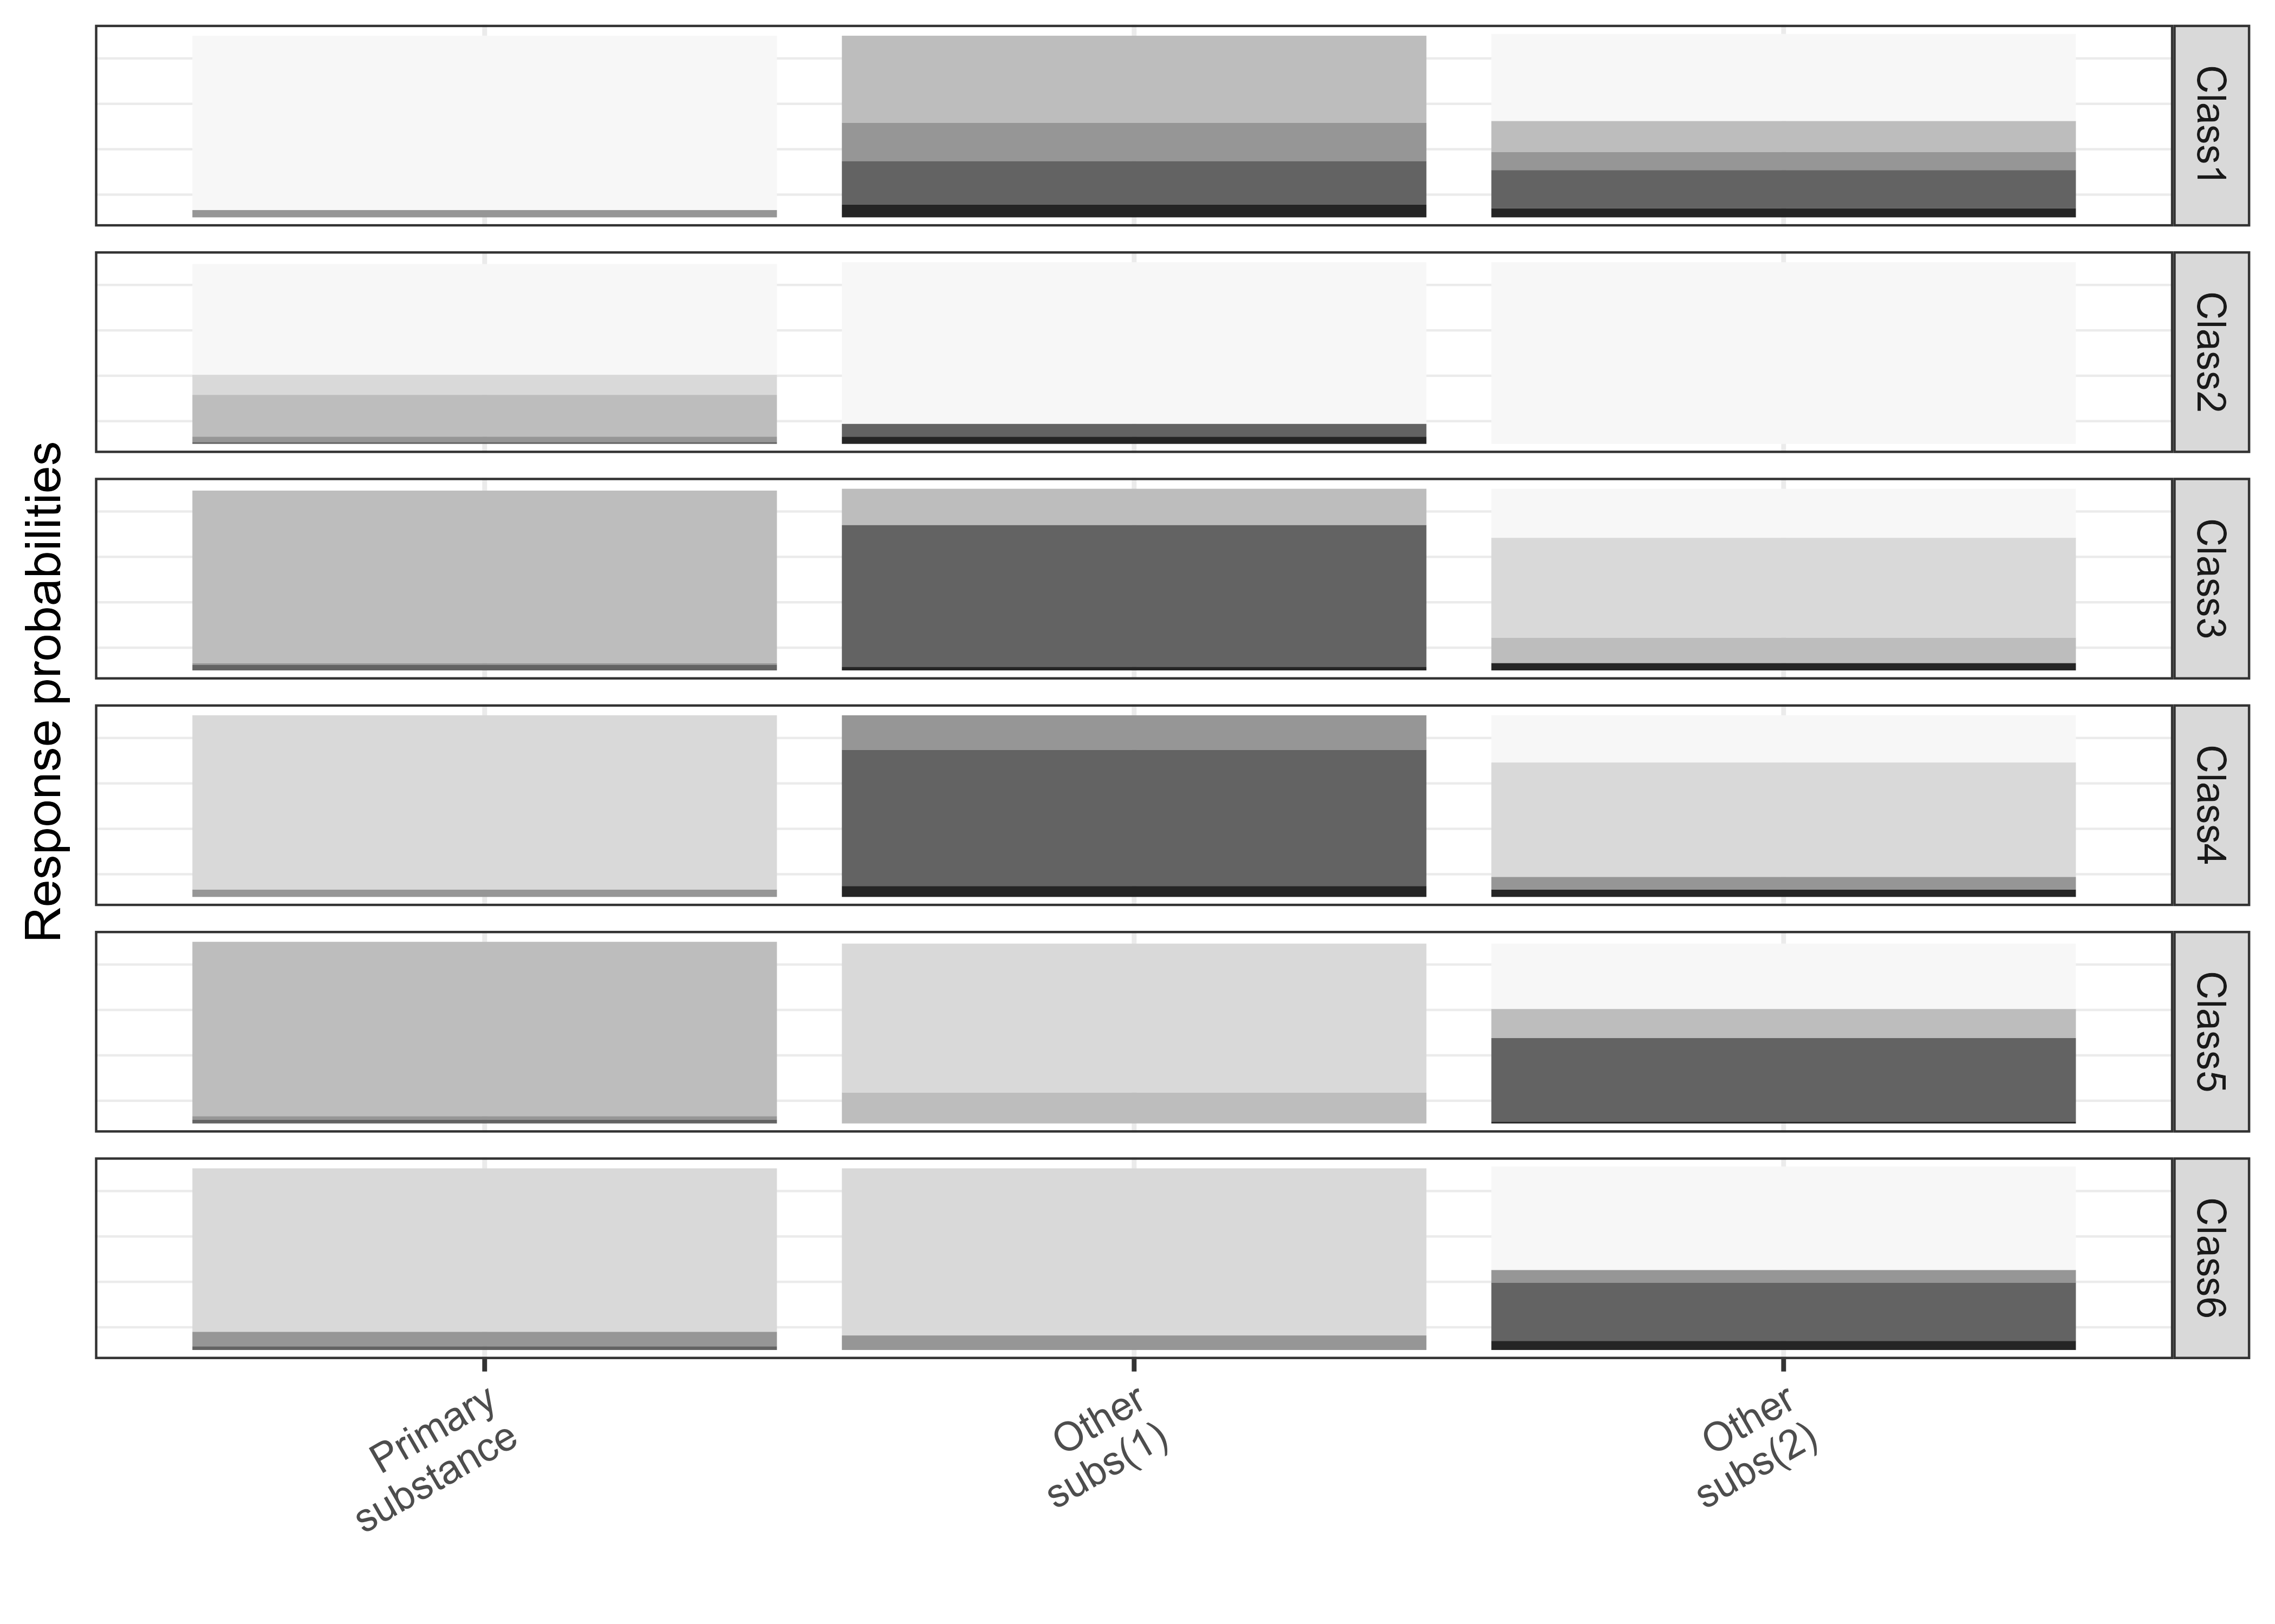 Response probabilities
Class1
Class2
Class3
Class4
Class5
Class6
Primary
substance
Other
subs(1)
Other
subs(2)